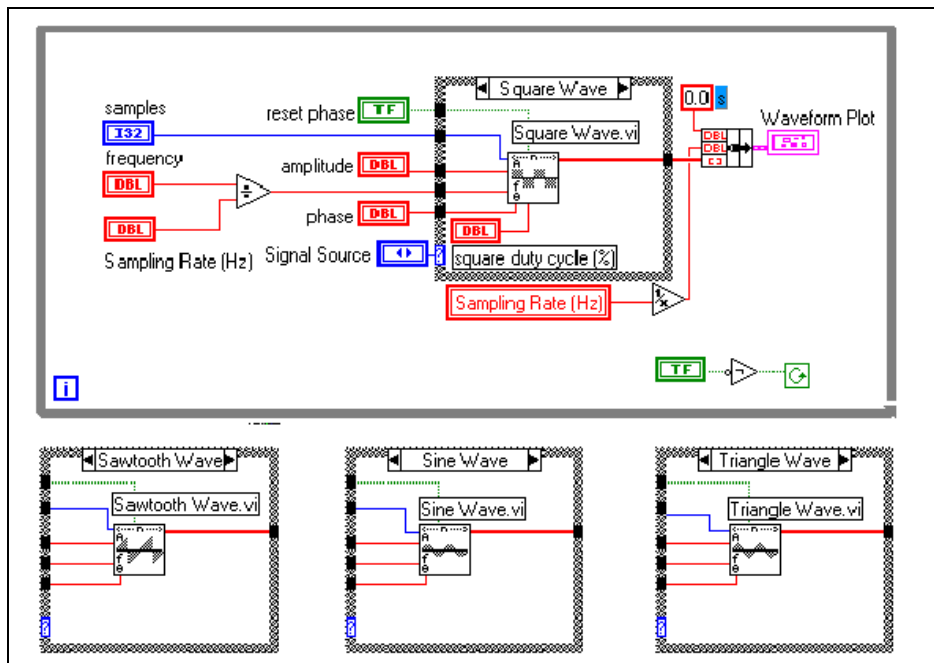 Square Wave
0.0 s
samples
reset phase TF
Waveform Plot
I32
Square Wave.vi
DBL
DBL
frequency
amplitude DBL
DBL
A n
f
θ
÷
phase DBL
DBL
DBL
Sampling Rate (Hz)
Signal Source
?
square duty cycle (%)
Sampling Rate (Hz)
1/x
TF
i
Sawtooth Wave
Sine Wave
Triangle Wave
Sawtooth Wave.vi
Sine Wave.vi
Triangle Wave.vi
A n
f
θ
A n
f
θ
A n
f
θ
?
?
?